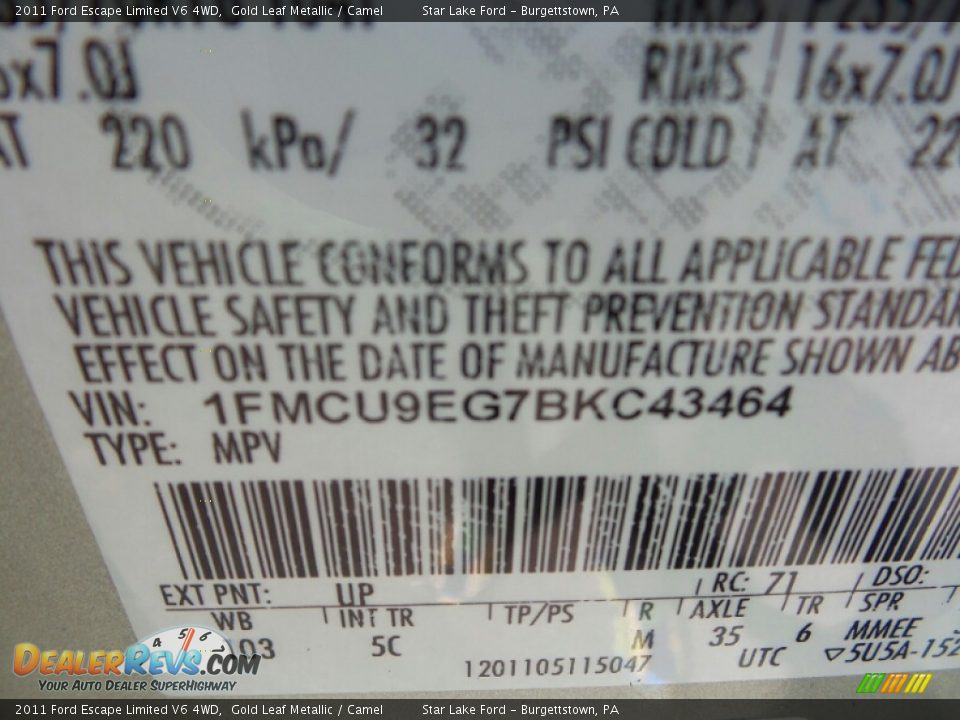 2011 Ford Escape Limited V6 4WD, Gold Leaf Metallic / Camel Star Lake Ford - Burgettstown, PA
x7.0J RIMS 16x7.0J
AT 220 kPa/ 32 PSI COLD AT
THIS VEHICLE CONFORMS TO ALL APPLICABLE FED
VEHICLE SAFETY AND THEFT PREVENTION STANDAR
EFFECT ON THE DATE OF MANUFACTURE SHOWN AB
VIN: 1FMCU9EG7BKC43464
TYPE: MPV
EXT PNT: UP RC: 71 DSO:
WB INT TR TP/PS R AXLE TR SPR
5C M 35 6 MMEE
1201105115047 UTC ▽5U5A-152
DEALERREVS.COM
YOUR AUTO DEALER SUPERHIGHWAY
2011 Ford Escape Limited V6 4WD, Gold Leaf Metallic / Camel Star Lake Ford - Burgettstown, PA